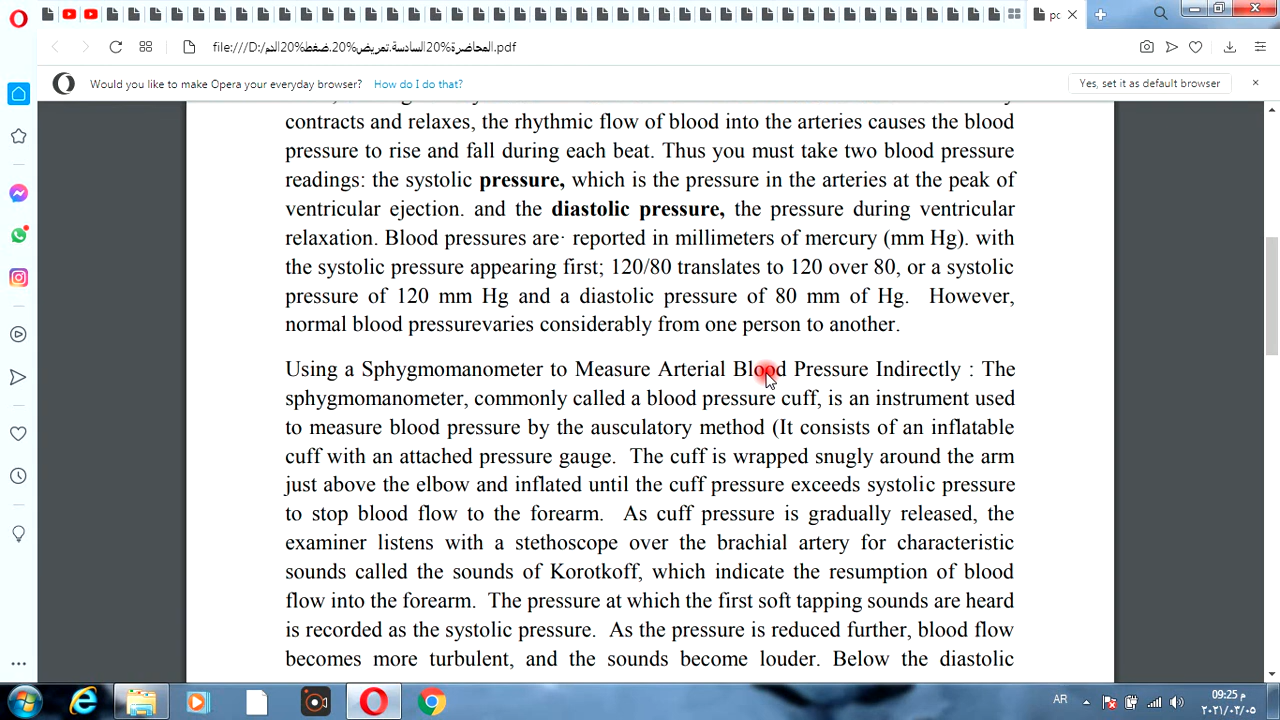 pc
file:///D:/المحاضرة%20السادسة.تمريض%20.ضغط%20الدم.pdf
Would you like to make Opera your everyday browser? How do I do that? Yes, set it as default browser
contracts and relaxes, the rhythmic flow of blood into the arteries causes the blood
pressure to rise and fall during each beat. Thus you must take two blood pressure
readings: the systolic pressure, which is the pressure in the arteries at the peak of
ventricular ejection. and the diastolic pressure, the pressure during ventricular
relaxation. Blood pressures are· reported in millimeters of mercury (mm Hg). with
the systolic pressure appearing first; 120/80 translates to 120 over 80, or a systolic
pressure of 120 mm Hg and a diastolic pressure of 80 mm of Hg. However,
normal blood pressurevaries considerably from one person to another.
Using a Sphygmomanometer to Measure Arterial Blood Pressure Indirectly : The
sphygmomanometer, commonly called a blood pressure cuff, is an instrument used
to measure blood pressure by the ausculatory method (It consists of an inflatable
cuff with an attached pressure gauge. The cuff is wrapped snugly around the arm
just above the elbow and inflated until the cuff pressure exceeds systolic pressure
to stop blood flow to the forearm. As cuff pressure is gradually released, the
examiner listens with a stethoscope over the brachial artery for characteristic
sounds called the sounds of Korotkoff, which indicate the resumption of blood
flow into the forearm. The pressure at which the first soft tapping sounds are heard
is recorded as the systolic pressure. As the pressure is reduced further, blood flow
becomes more turbulent, and the sounds become louder. Below the diastolic
AR
09:25 م
٢٠٢١/٠٣/٠٥